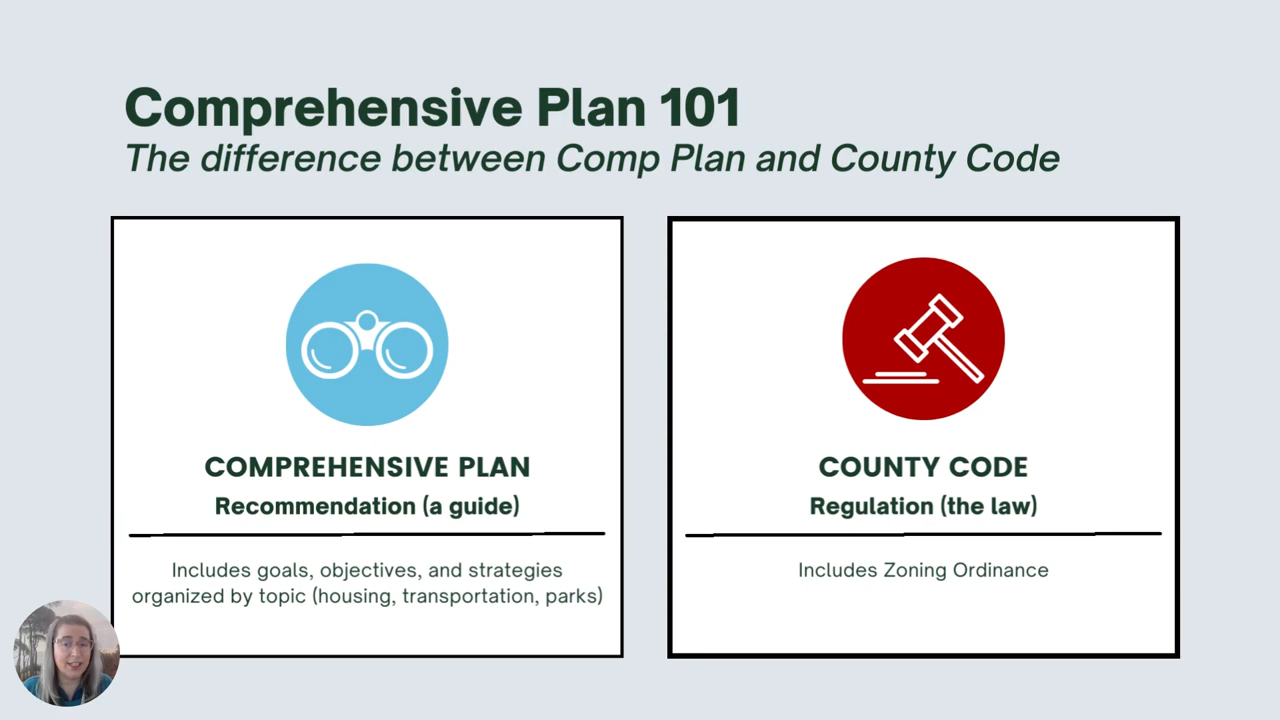 Comprehensive Plan 101
The difference between Comp Plan and County Code
COMPREHENSIVE PLAN
Recommendation (a guide)
Includes goals, objectives, and strategies
organized by topic (housing, transportation, parks)
COUNTY CODE
Regulation (the law)
Includes Zoning Ordinance